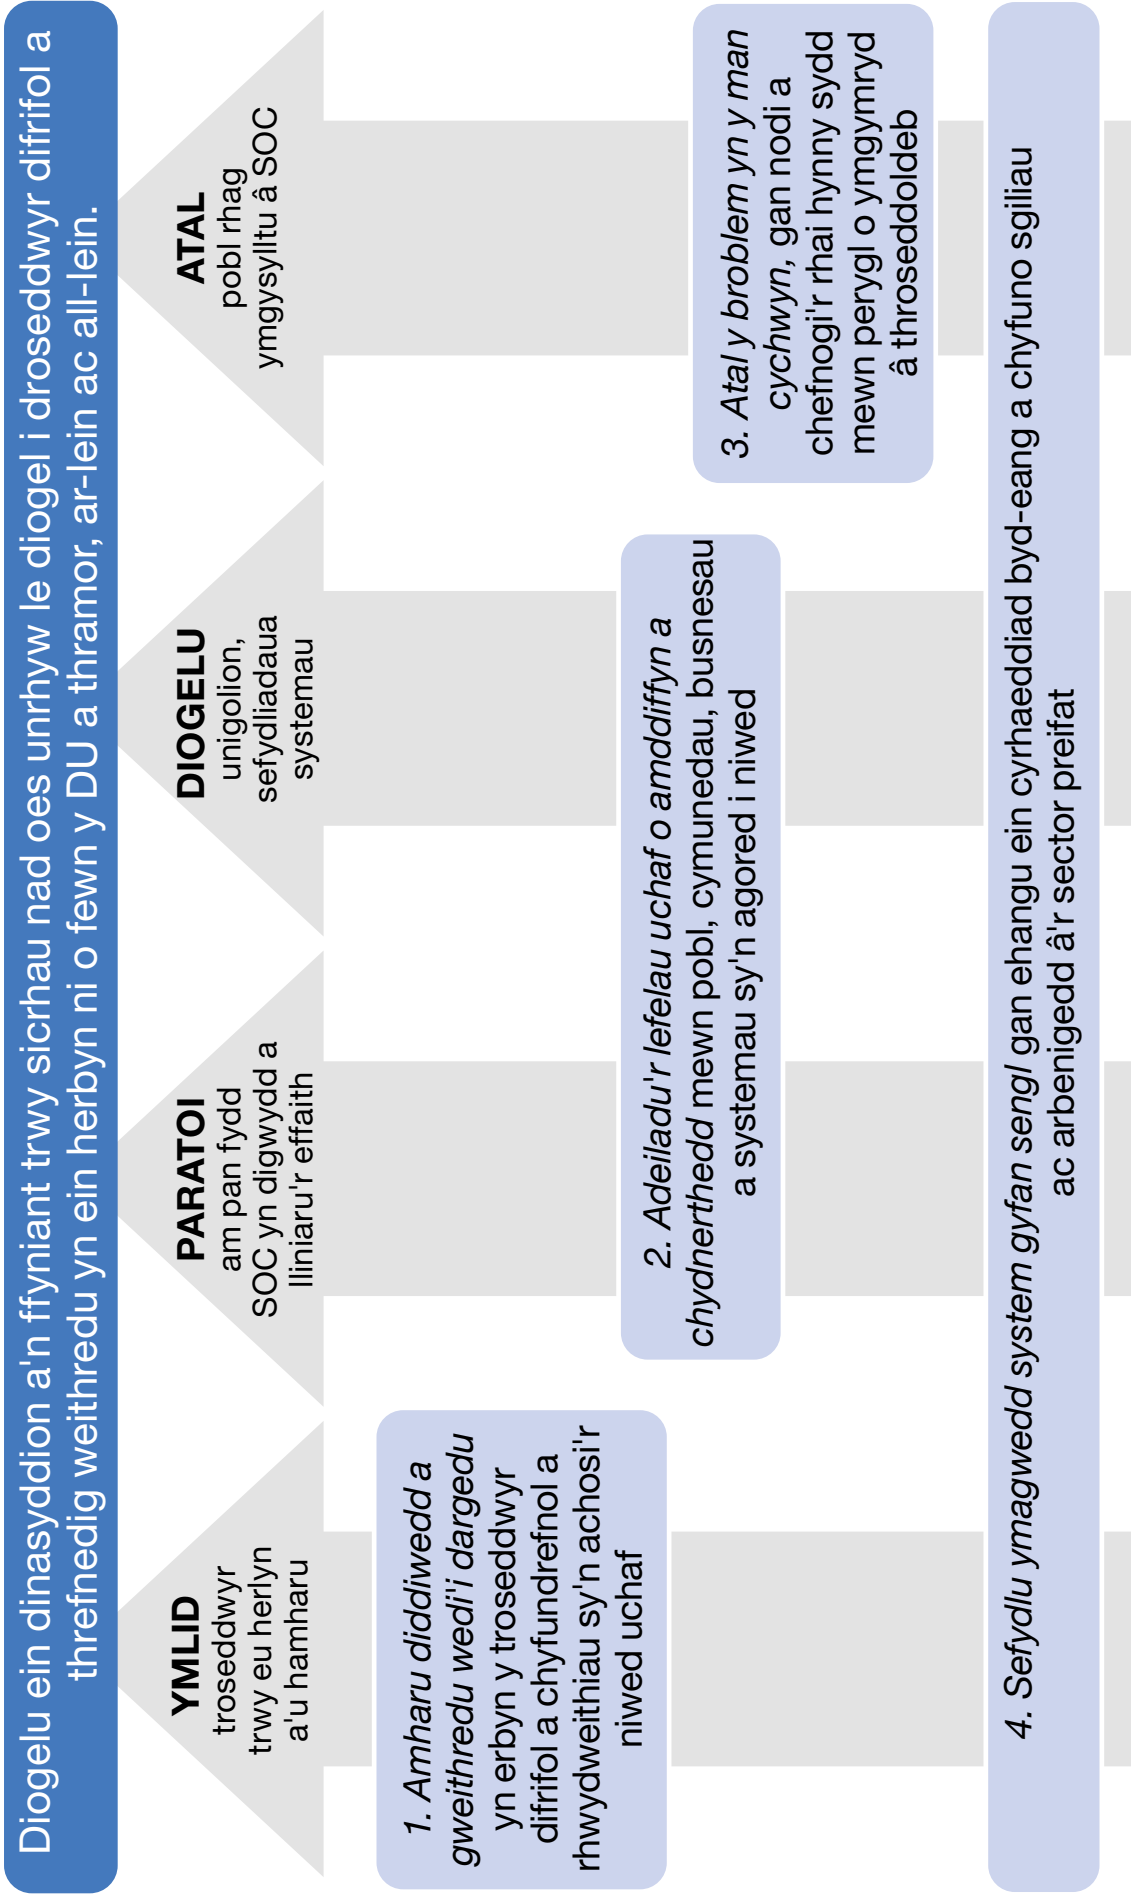 Diogelu ein dinasyddion a'n ffyniant trwy sicrhau nad oes unrhyw le diogel i droseddwyr difrifol a
threfnedig weithredu yn ein herbyn ni o fewn y DU a thramor, ar-lein ac all-lein.
YMLID
troseddwyr
trwy eu herlyn
a'u hamharu
PARATOI
am pan fydd
SOC yn digwydd a
lliniaru'r effaith
DIOGELU
unigolion,
sefydliadaua
systemau
ATAL
pobl rhag
ymgysylltu â SOC
1. Amharu diddiwedd a
gweithredu wedi'i dargedu
yn erbyn y troseddwyr
difrifol a chyfundrefnol a
rhwydweithiau sy'n achosi'r
niwed uchaf
2. Adeiladu'r lefelau uchaf o amddiffyn a
chydnerthedd mewn pobl, cymunedau, busnesau
a systemau sy'n agored i niwed
3. Atal y broblem yn y man
cychwyn, gan nodi a
chefnogi'r rhai hynny sydd
mewn perygl o ymgymryd
â throseddoldeb
4. Sefydlu ymagwedd system gyfan sengl gan ehangu ein cyrhaeddiad byd-eang a chyfuno sgiliau
ac arbenigedd â'r sector preifat